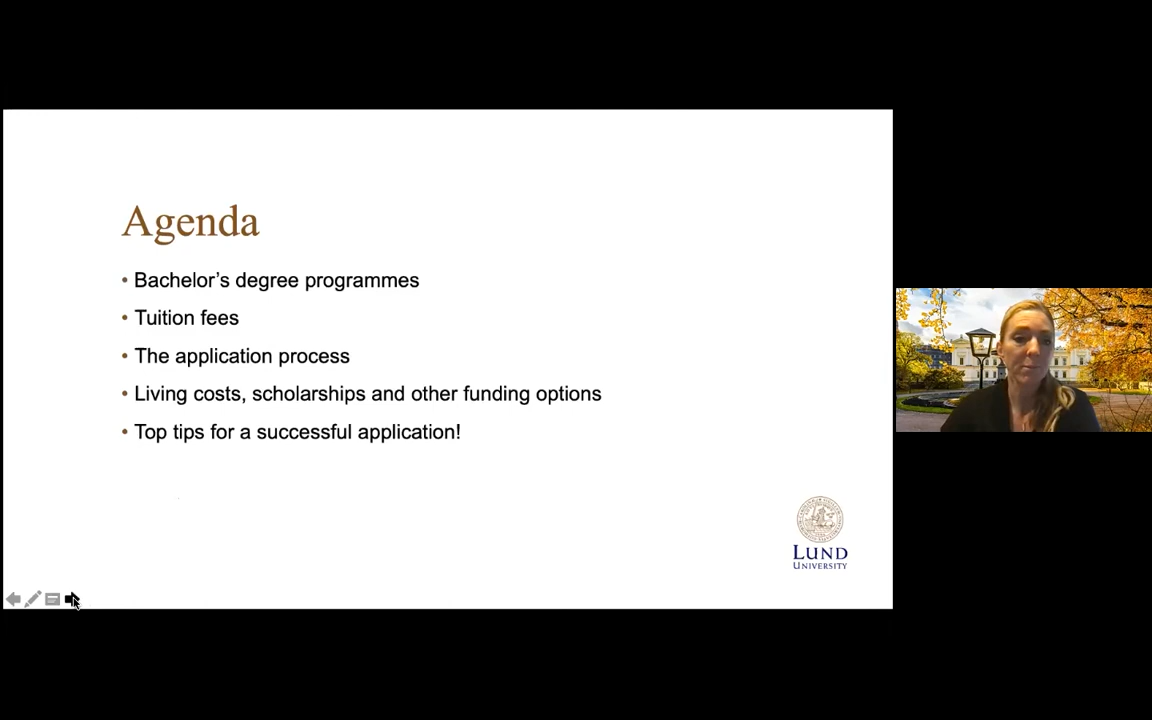 Agenda
• Bachelor’s degree programmes
• Tuition fees
• The application process
• Living costs, scholarships and other funding options
• Top tips for a successful application!
LUND
UNIVERSITY